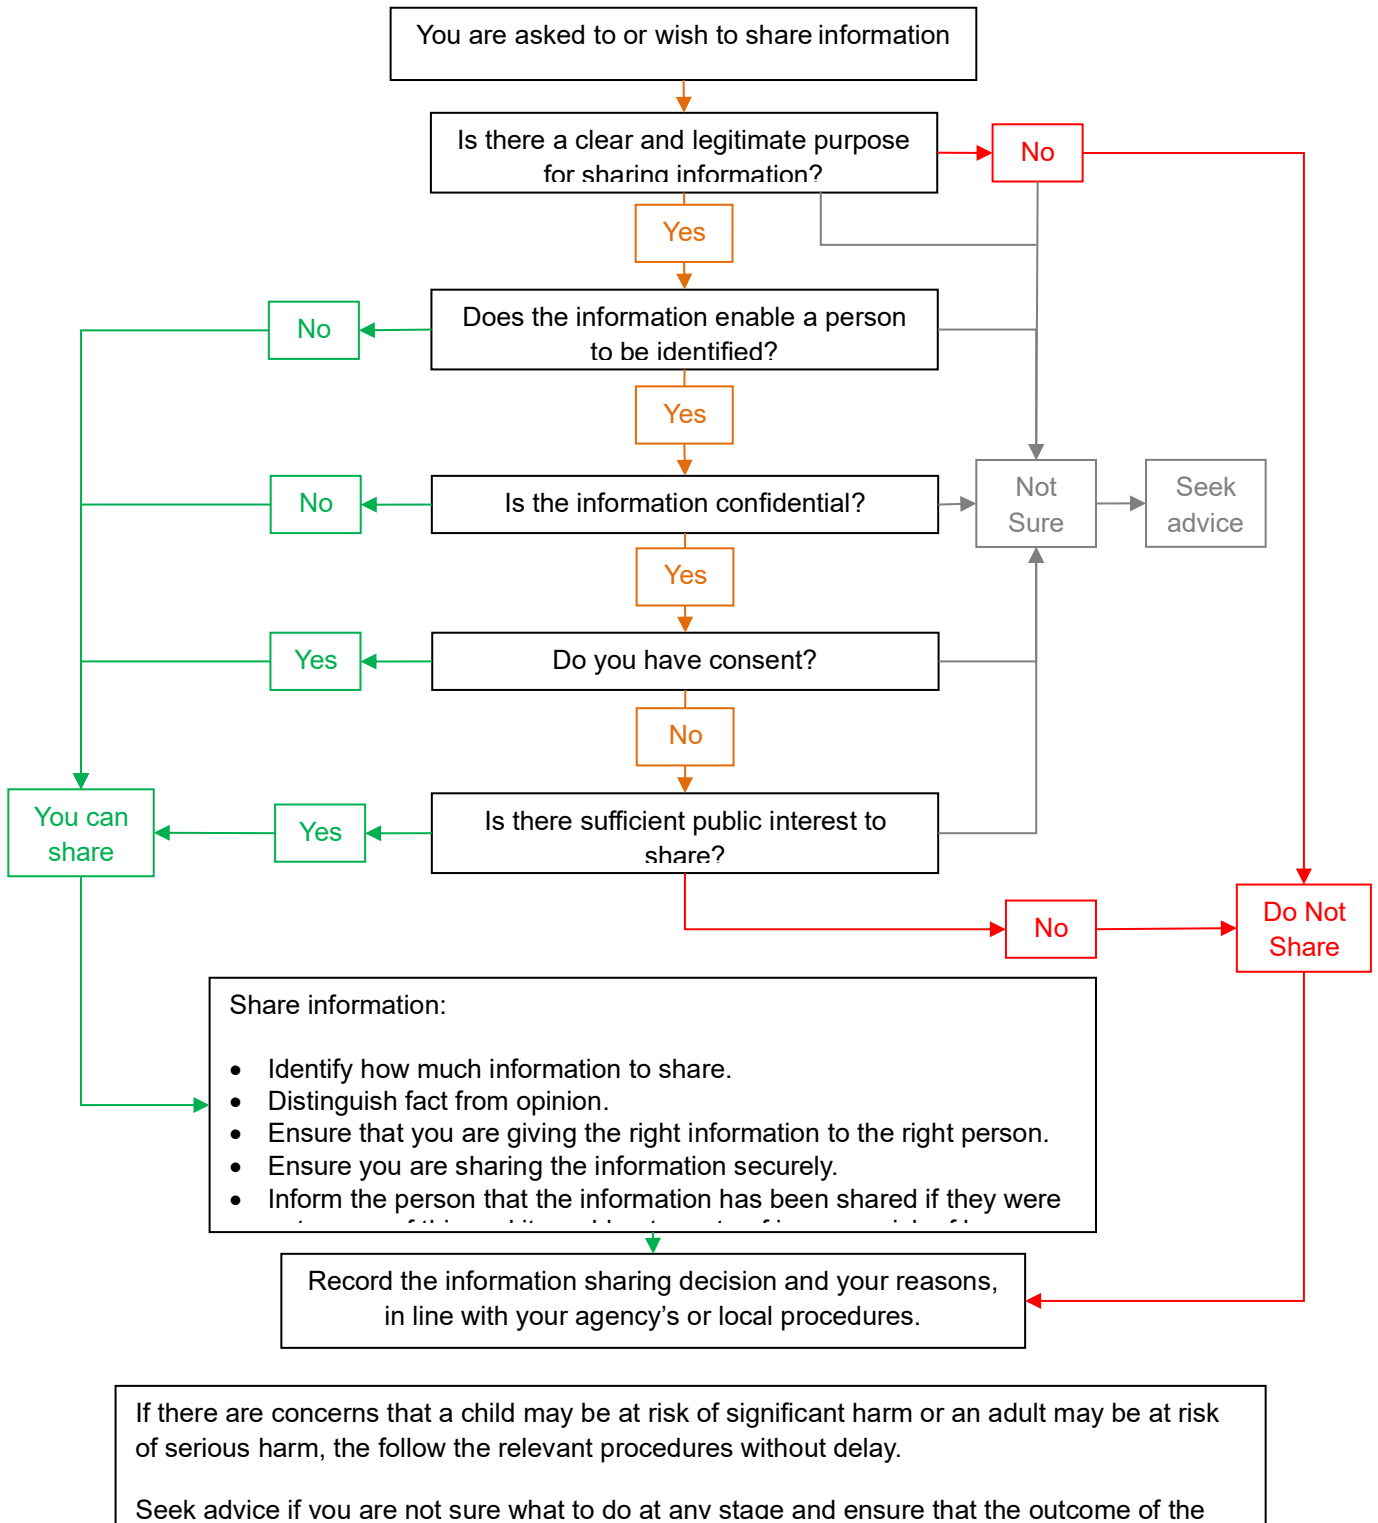 You are asked to or wish to share information
Is there a clear and legitimate purpose
for sharing information?
No
Yes
Does the information enable a person
to be identified?
No
Yes
Is the information confidential?
No
Not
Sure
Seek
advice
Yes
Do you have consent?
Yes
No
Is there sufficient public interest to
share?
Yes
You can
share
No
Do Not
Share
Share information:
• Identify how much information to share.
• Distinguish fact from opinion.
• Ensure that you are giving the right information to the right person.
• Ensure you are sharing the information securely.
• Inform the person that the information has been shared if they were
Record the information sharing decision and your reasons,
in line with your agency’s or local procedures.
If there are concerns that a child may be at risk of significant harm or an adult may be at risk
of serious harm, the follow the relevant procedures without delay.
Seek advice if you are not sure what to do at any stage and ensure that the outcome of the